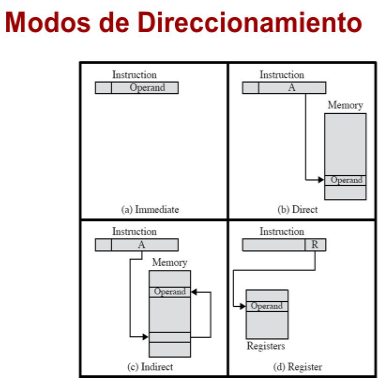 Modos de Direccionamiento
Instruction
Operand
(a) Immediate
Instruction
A
Memory
Operand
(b) Direct
Instruction
A
Memory
Operand
(c) Indirect
Instruction
R
Operand
Registers
(d) Register